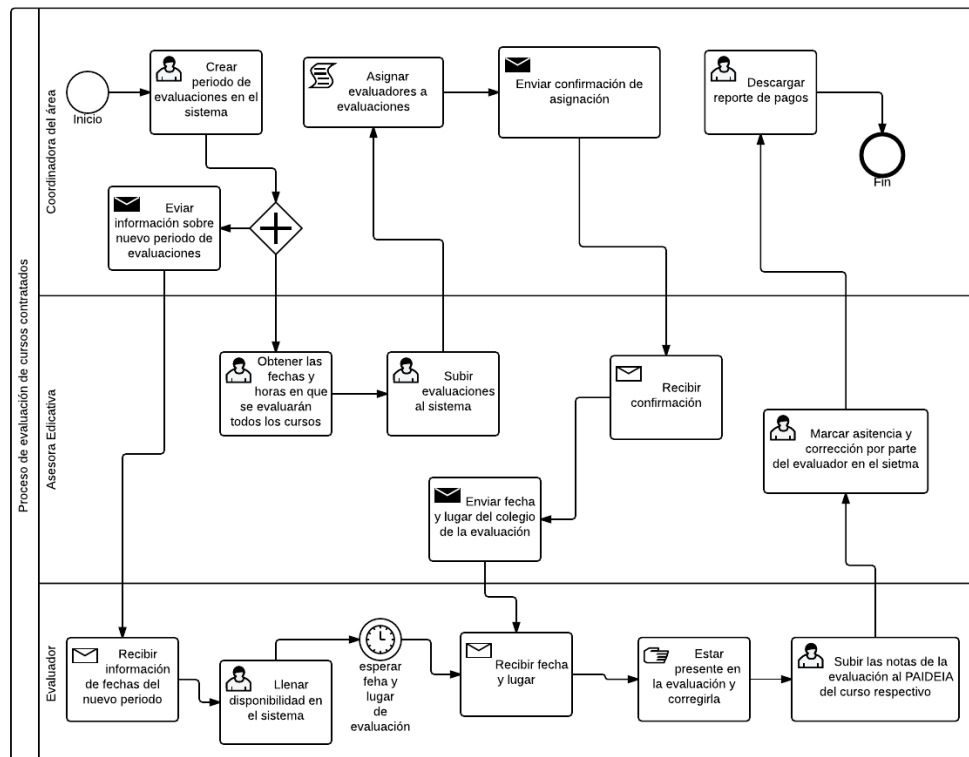 Proceso de evaluación de cursos contratados
Coordinadora del área
Inicio
Crear
periodo de
evaluaciones en el
sistema
Asignar
evaluadores a
evaluaciones
Enviar confirmación de
asignación
Descargar
reporte de pagos
Fin
Eviar
información sobre
nuevo periodo de
evaluaciones
Asesora Edicativa
Obtener las
fechas y
horas en que
se evaluarán
todos los cursos
Subir
evaluaciones
al sistema
Recibir
confirmación
Marcar asitencia y
corrección por parte
del evaluador en el sietma
Enviar fecha
y lugar del colegio
de la evaluación
Evaluador
Recibir
información
de fechas del
nuevo periodo
Llenar
disponibilidad en
el sistema
esperar
feha y
lugar
de
evaluación
Recibir fecha
y lugar
Estar
presente en
la evaluación y
corregirla
Subir las notas de la
evaluación al PAIDEIA
del curso respectivo